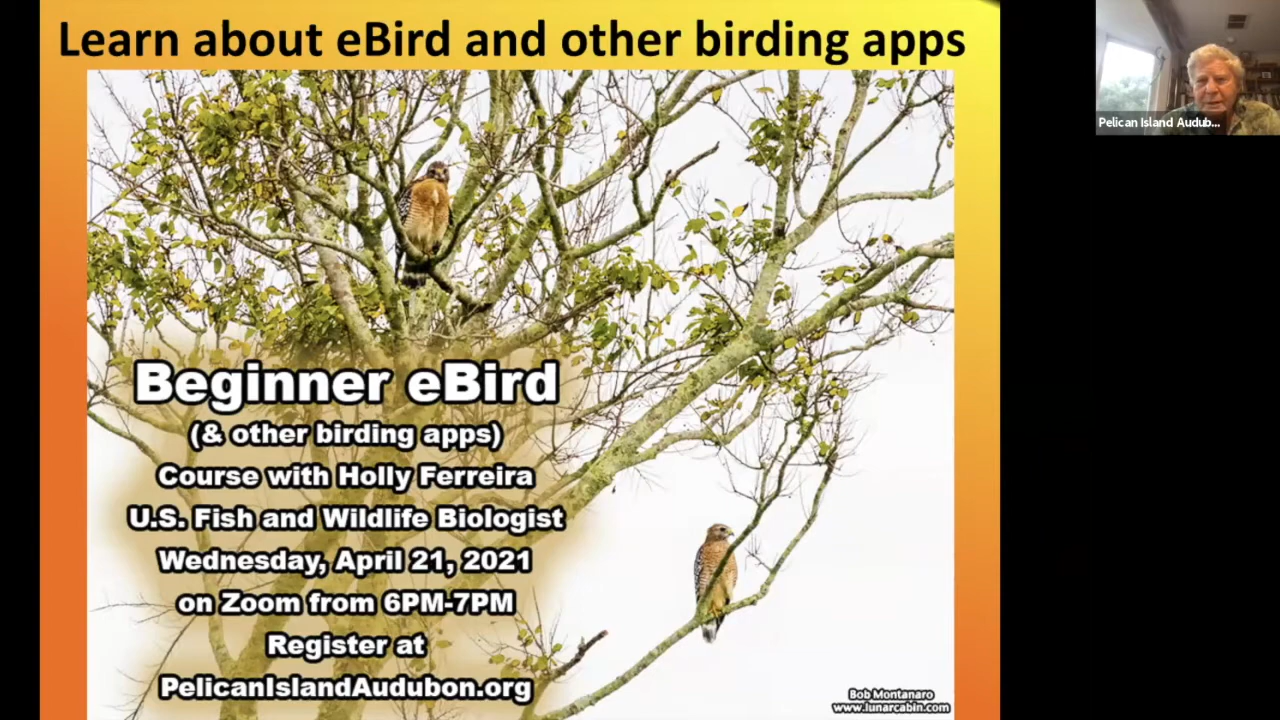 Learn about eBird and other birding apps
Pelican Island Audub...
Beginner eBird
(& other birding apps)
Course with Holly Ferreira
U.S. Fish and Wildlife Biologist
Wednesday, April 21, 2021
on Zoom from 6PM-7PM
Register at
PelicanIslandAudubon.org
Bob Montanaro
www.lunarcabin.com